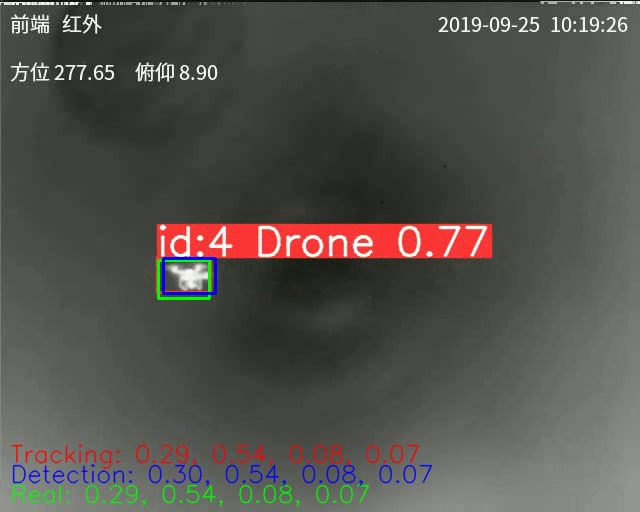 前端 红外
2019-09-25 10:19:26
方位 277.65 俯仰 8.90
id:4 Drone 0.77
Tracking: 0.29, 0.54, 0.08, 0.07
Detection: 0.30, 0.54, 0.08, 0.07
Real: 0.29, 0.54, 0.08, 0.07